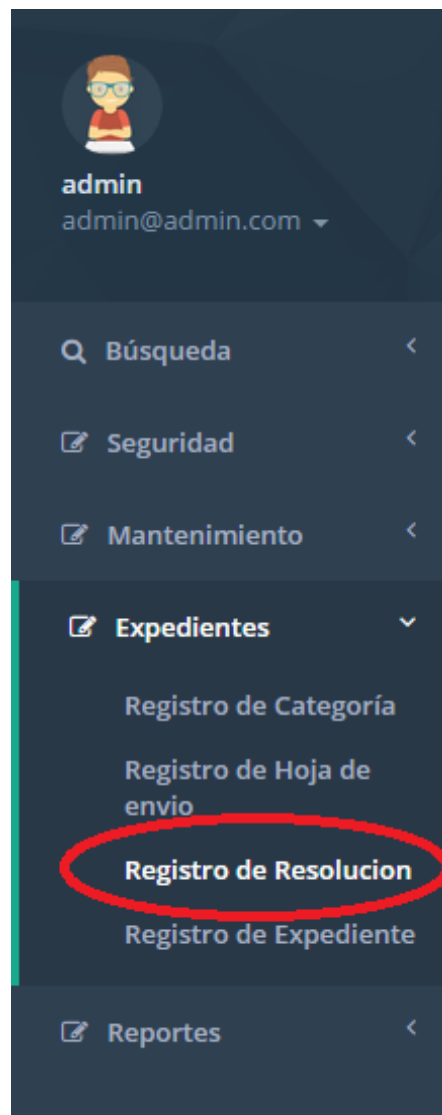 admin
admin@admin.com
Búsqueda
Seguridad
Mantenimiento
Expedientes
Registro de Categoría
Registro de Hoja de
envio
Registro de Resolucion
Registro de Expediente
Reportes